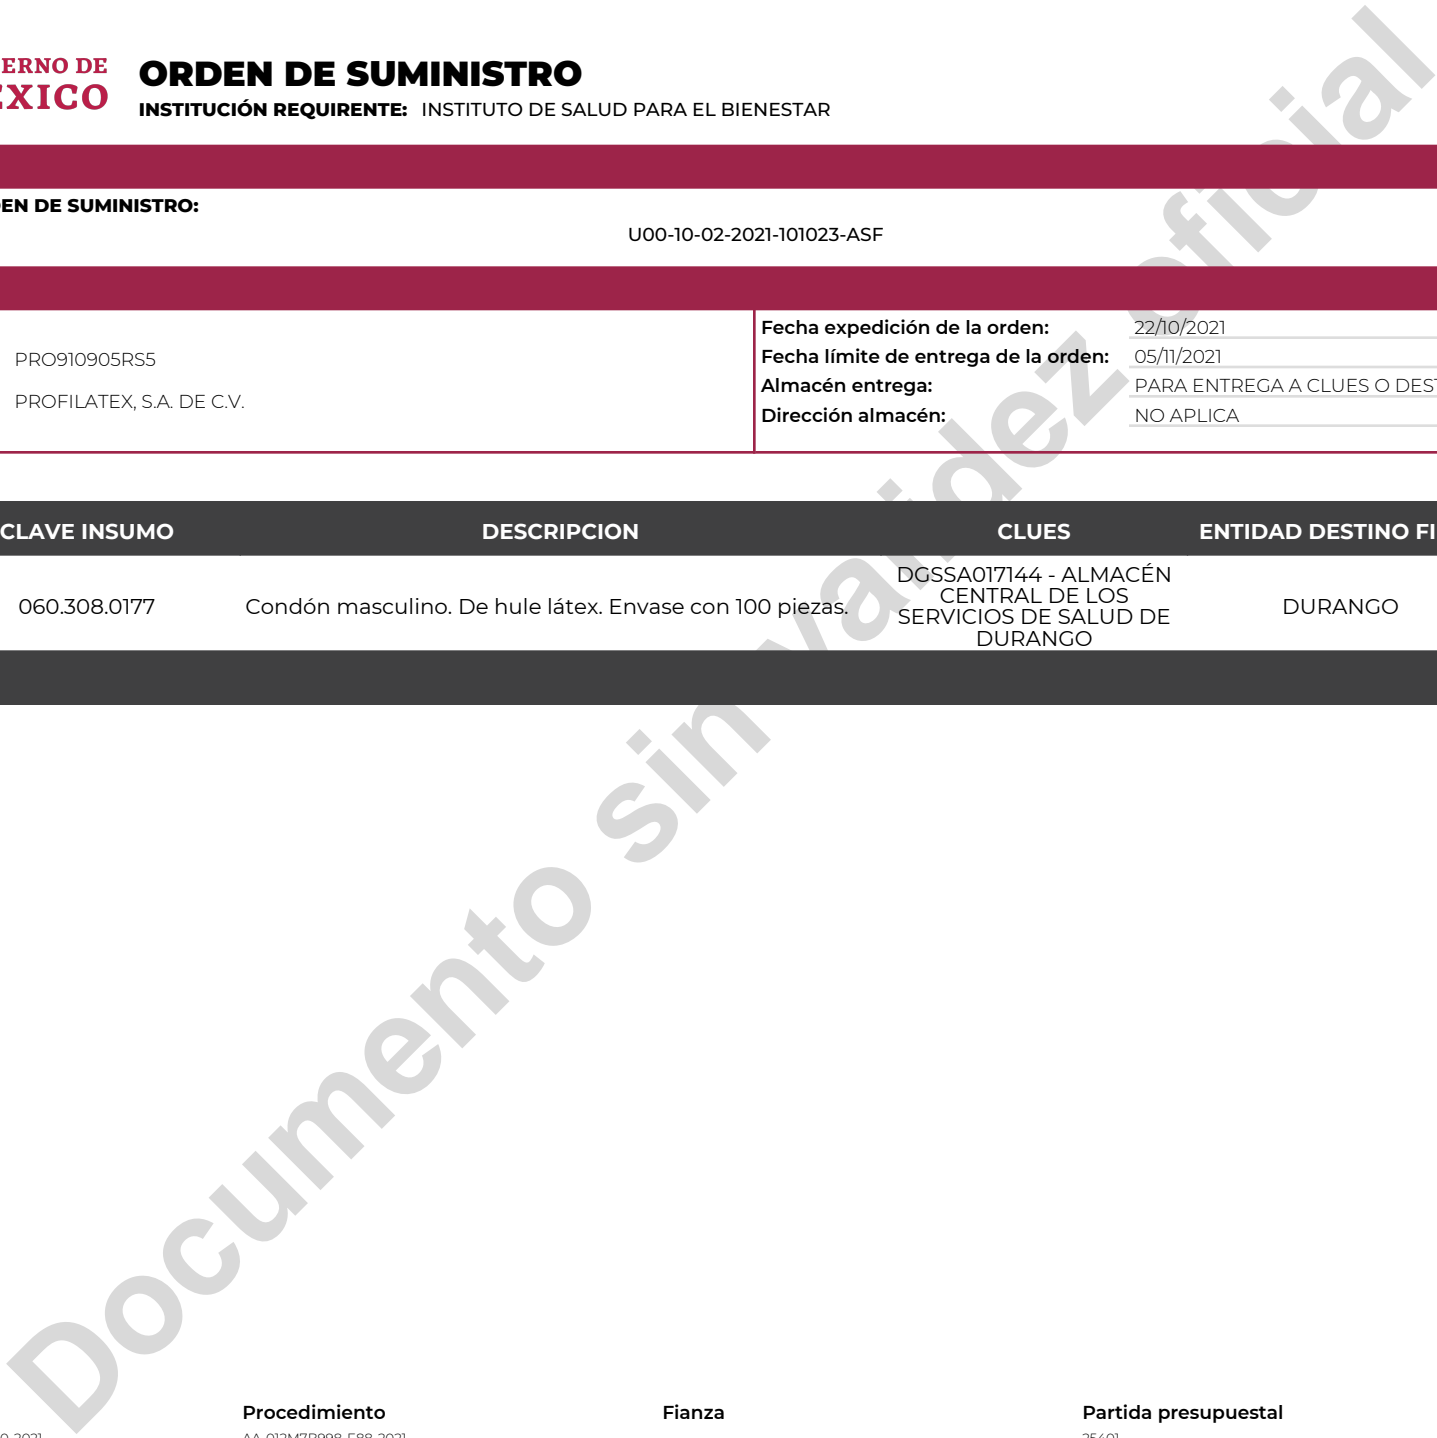 ERNO DE
EXICO
ORDEN DE SUMINISTRO
INSTITUCIÓN REQUIRENTE: INSTITUTO DE SALUD PARA EL BIENESTAR
EN DE SUMINISTRO:
U00-10-02-2021-101023-ASF
PRO910905RS5
PROFILATEX, S.A. DE C.V.
Fecha expedición de la orden: 22/10/2021
Fecha límite de entrega de la orden: 05/11/2021
Almacén entrega: PARA ENTREGA A CLUES O DEST
Dirección almacén: NO APLICA
CLAVE INSUMO DESCRIPCION CLUES ENTIDAD DESTINO FI
060.308.0177 Condón masculino. De hule látex. Envase con 100 piezas. DGSSA017144 - ALMACÉN CENTRAL DE LOS SERVICIOS DE SALUD DE DURANGO DURANGO
Documento sin validez oficial
Procedimiento Fianza Partida presupuestal